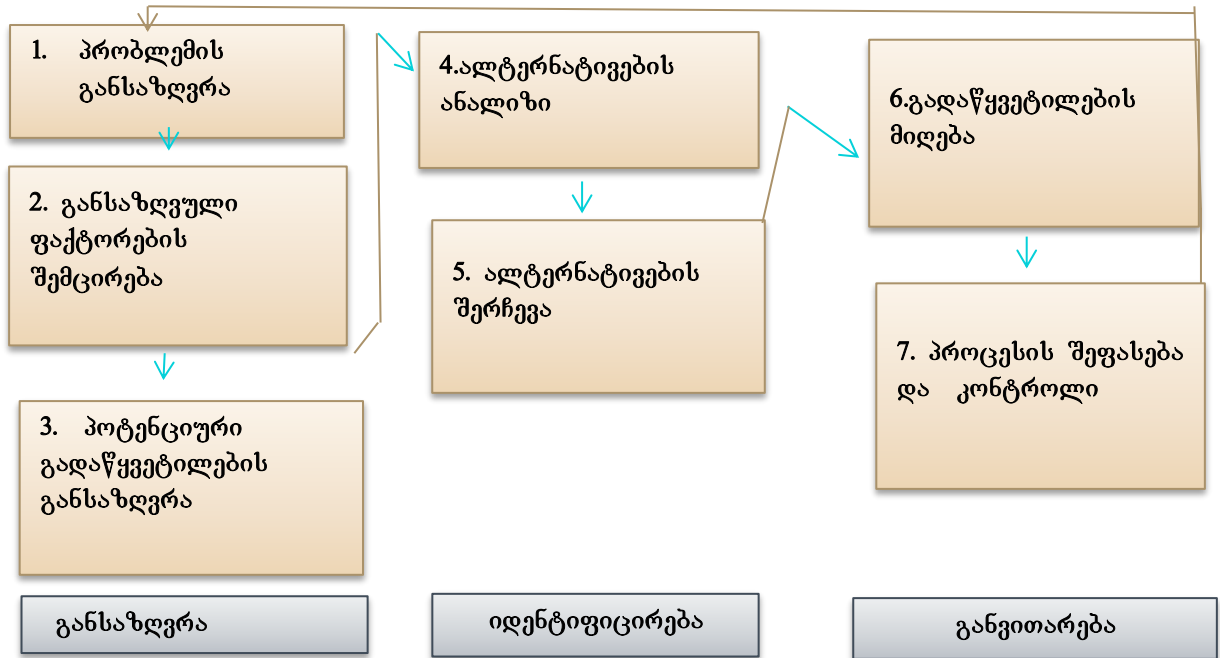 1. პრობლემის
განსაზღვრა
2. განსაზღვული
ფაქტორების
შემცირება
3. პოტენციური
გადაწყვეტილების
განსაზღვრა
განსაზღვრა
4.ალტერნატივების
ანალიზი
5. ალტერნატივების
შერჩევა
იდენტიფიცირება
6.გადაწყვეტილების
მიღება
7. პროცესის შეფასება
და კონტროლი
განვითარება